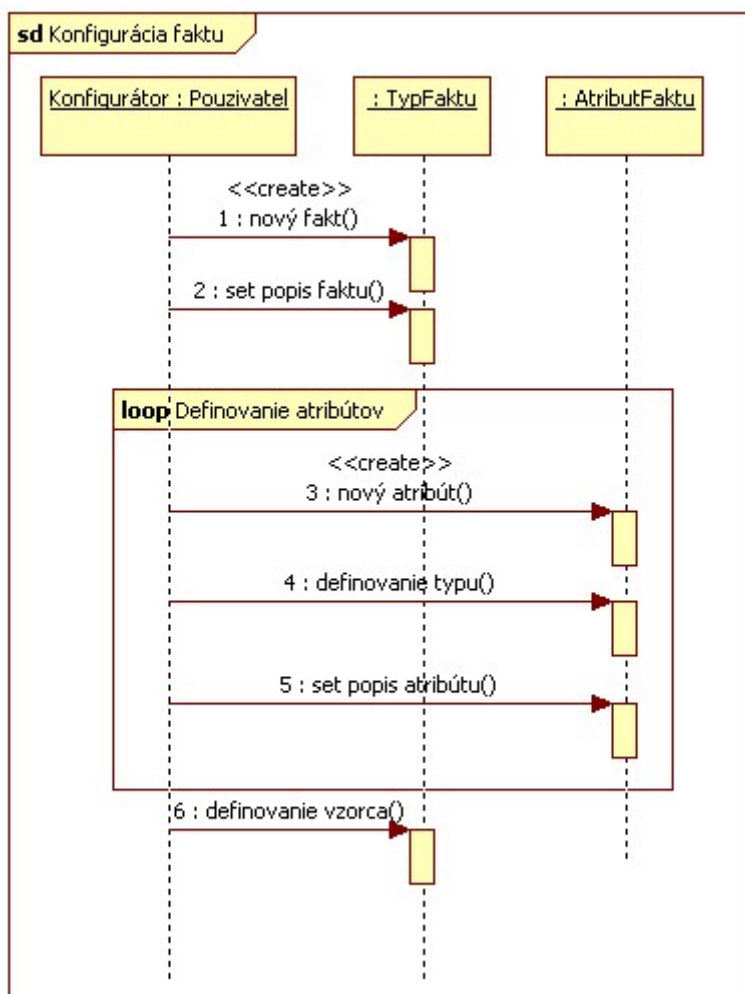 sd Konfigurácia faktu
Konfigurátor : Pouzivatel
: TypFaktu
: AtributFaktu
<<create>>
1 : nový fakt()
2 : set popis faktu()
loop Definovanie atribútov
<<create>>
3 : nový atribút()
4 : definovanie typu()
5 : set popis atribútu()
6 : definovanie vzorca()